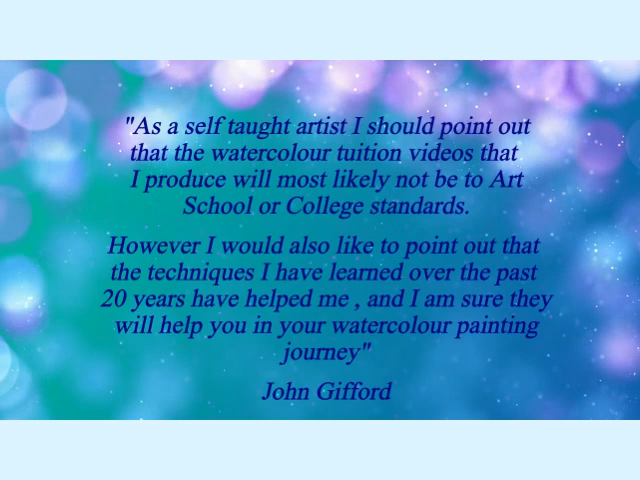 "As a self taught artist I should point out
that the watercolour tuition videos that
I produce will most likely not be to Art
School or College standards.
However I would also like to point out that
the techniques I have learned over the past
20 years have helped me , and I am sure they
will help you in your watercolour painting
journey"
John Gifford